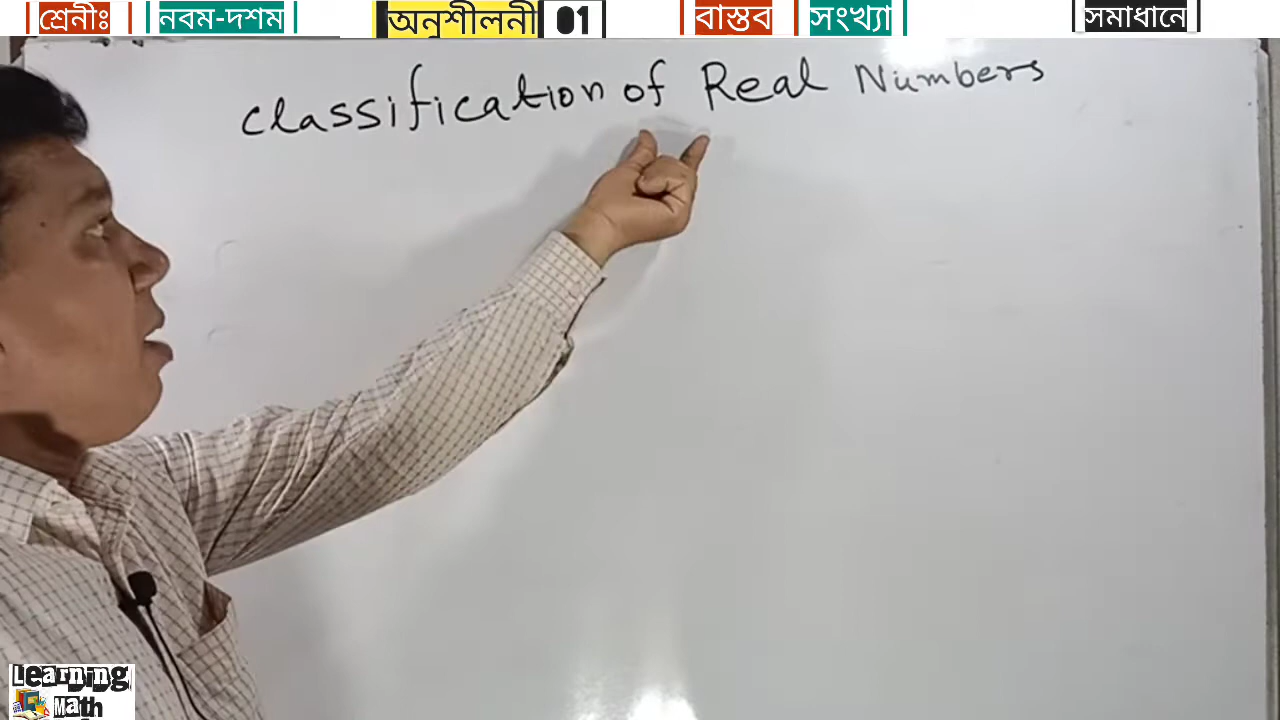 শ্রেনীঃ নবম-দশম অনুশীলনী 01 বাস্তব সংখ্যা সমাধানে
Classification of Real Numbers
Learning
Math